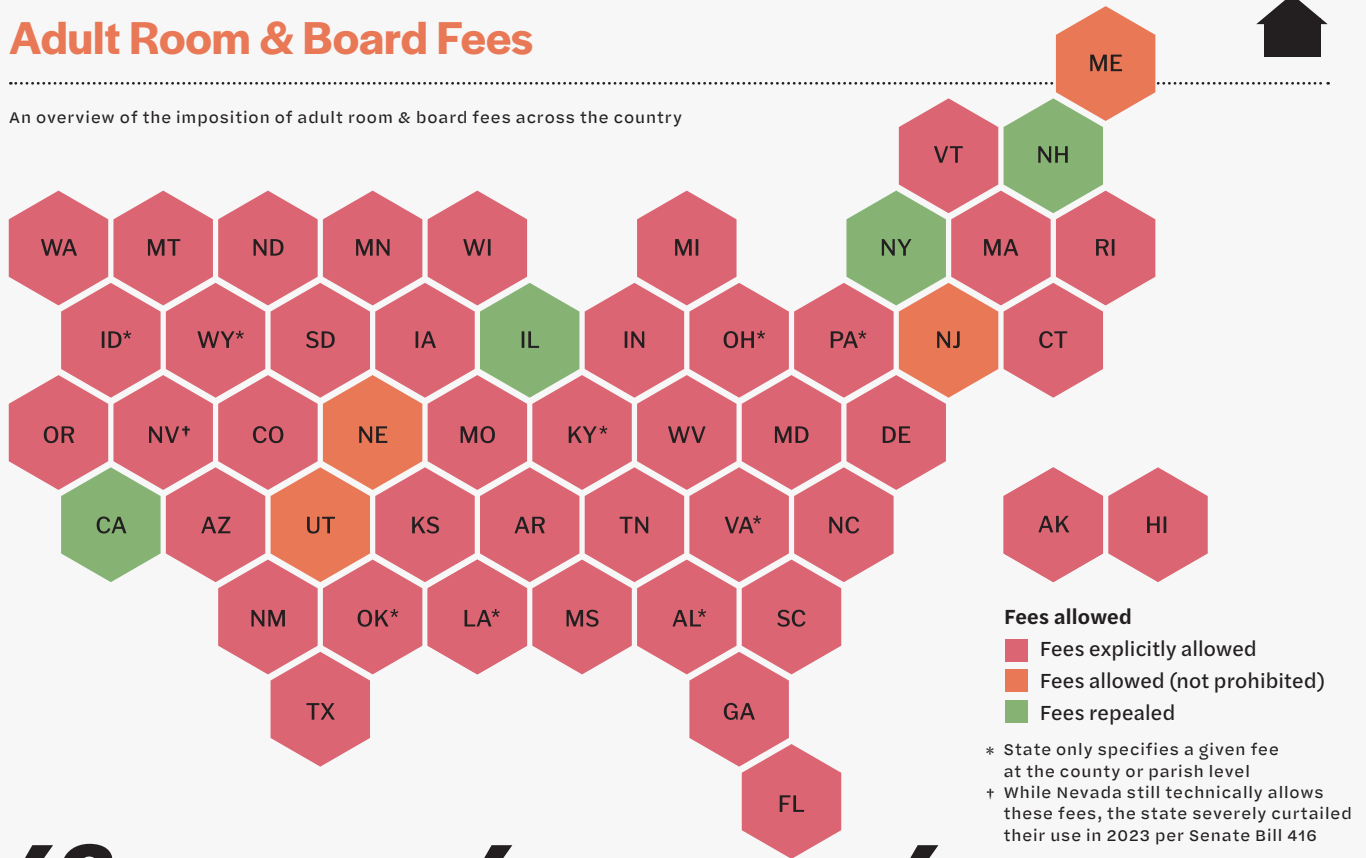 Adult Room & Board Fees
An overview of the imposition of adult room & board fees across the country
ME
VT NH
WA MT ND MN WI MI NY MA RI
ID* WY* SD IA IL IN OH* PA* NJ CT
OR NV† CO NE MO KY* WV MD DE
CA AZ UT KS AR TN VA* NC AK HI
NM OK* LA* MS AL* SC
TX GA
FL
Fees allowed
Fees explicitly allowed
Fees allowed (not prohibited)
Fees repealed
* State only specifies a given fee
at the county or parish level
† While Nevada still technically allows
these fees, the state severely curtailed
their use in 2023 per Senate Bill 416